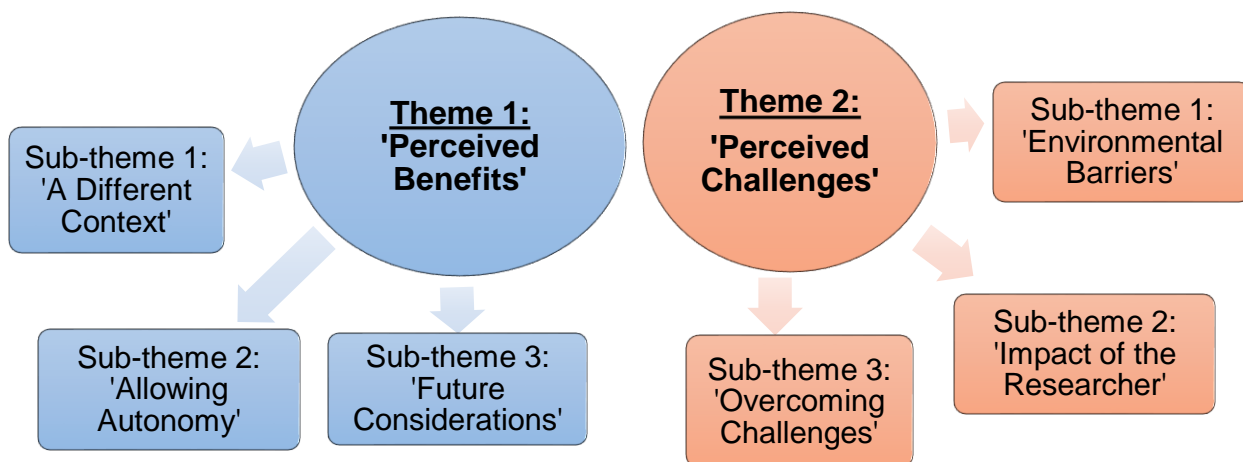 Theme 1:
'Perceived
Benefits'
Sub-theme 1:
'A Different
Context'
Sub-theme 2:
'Allowing
Autonomy'
Sub-theme 3:
'Future
Considerations'
Theme 2:
'Perceived
Challenges'
Sub-theme 1:
'Environmental
Barriers'
Sub-theme 2:
'Impact of the
Researcher'
Sub-theme 3:
'Overcoming
Challenges'